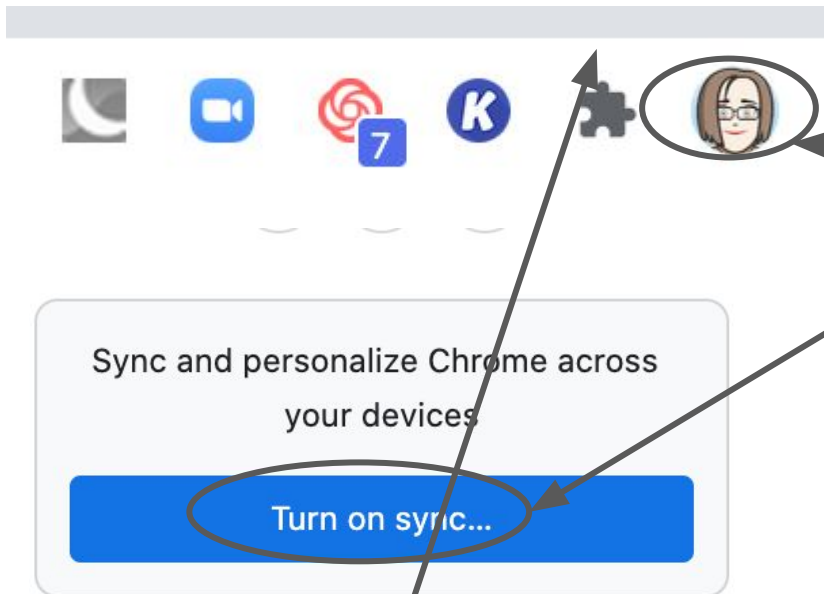 7
K
Sync and personalize Chrome across
your devices
Turn on sync...